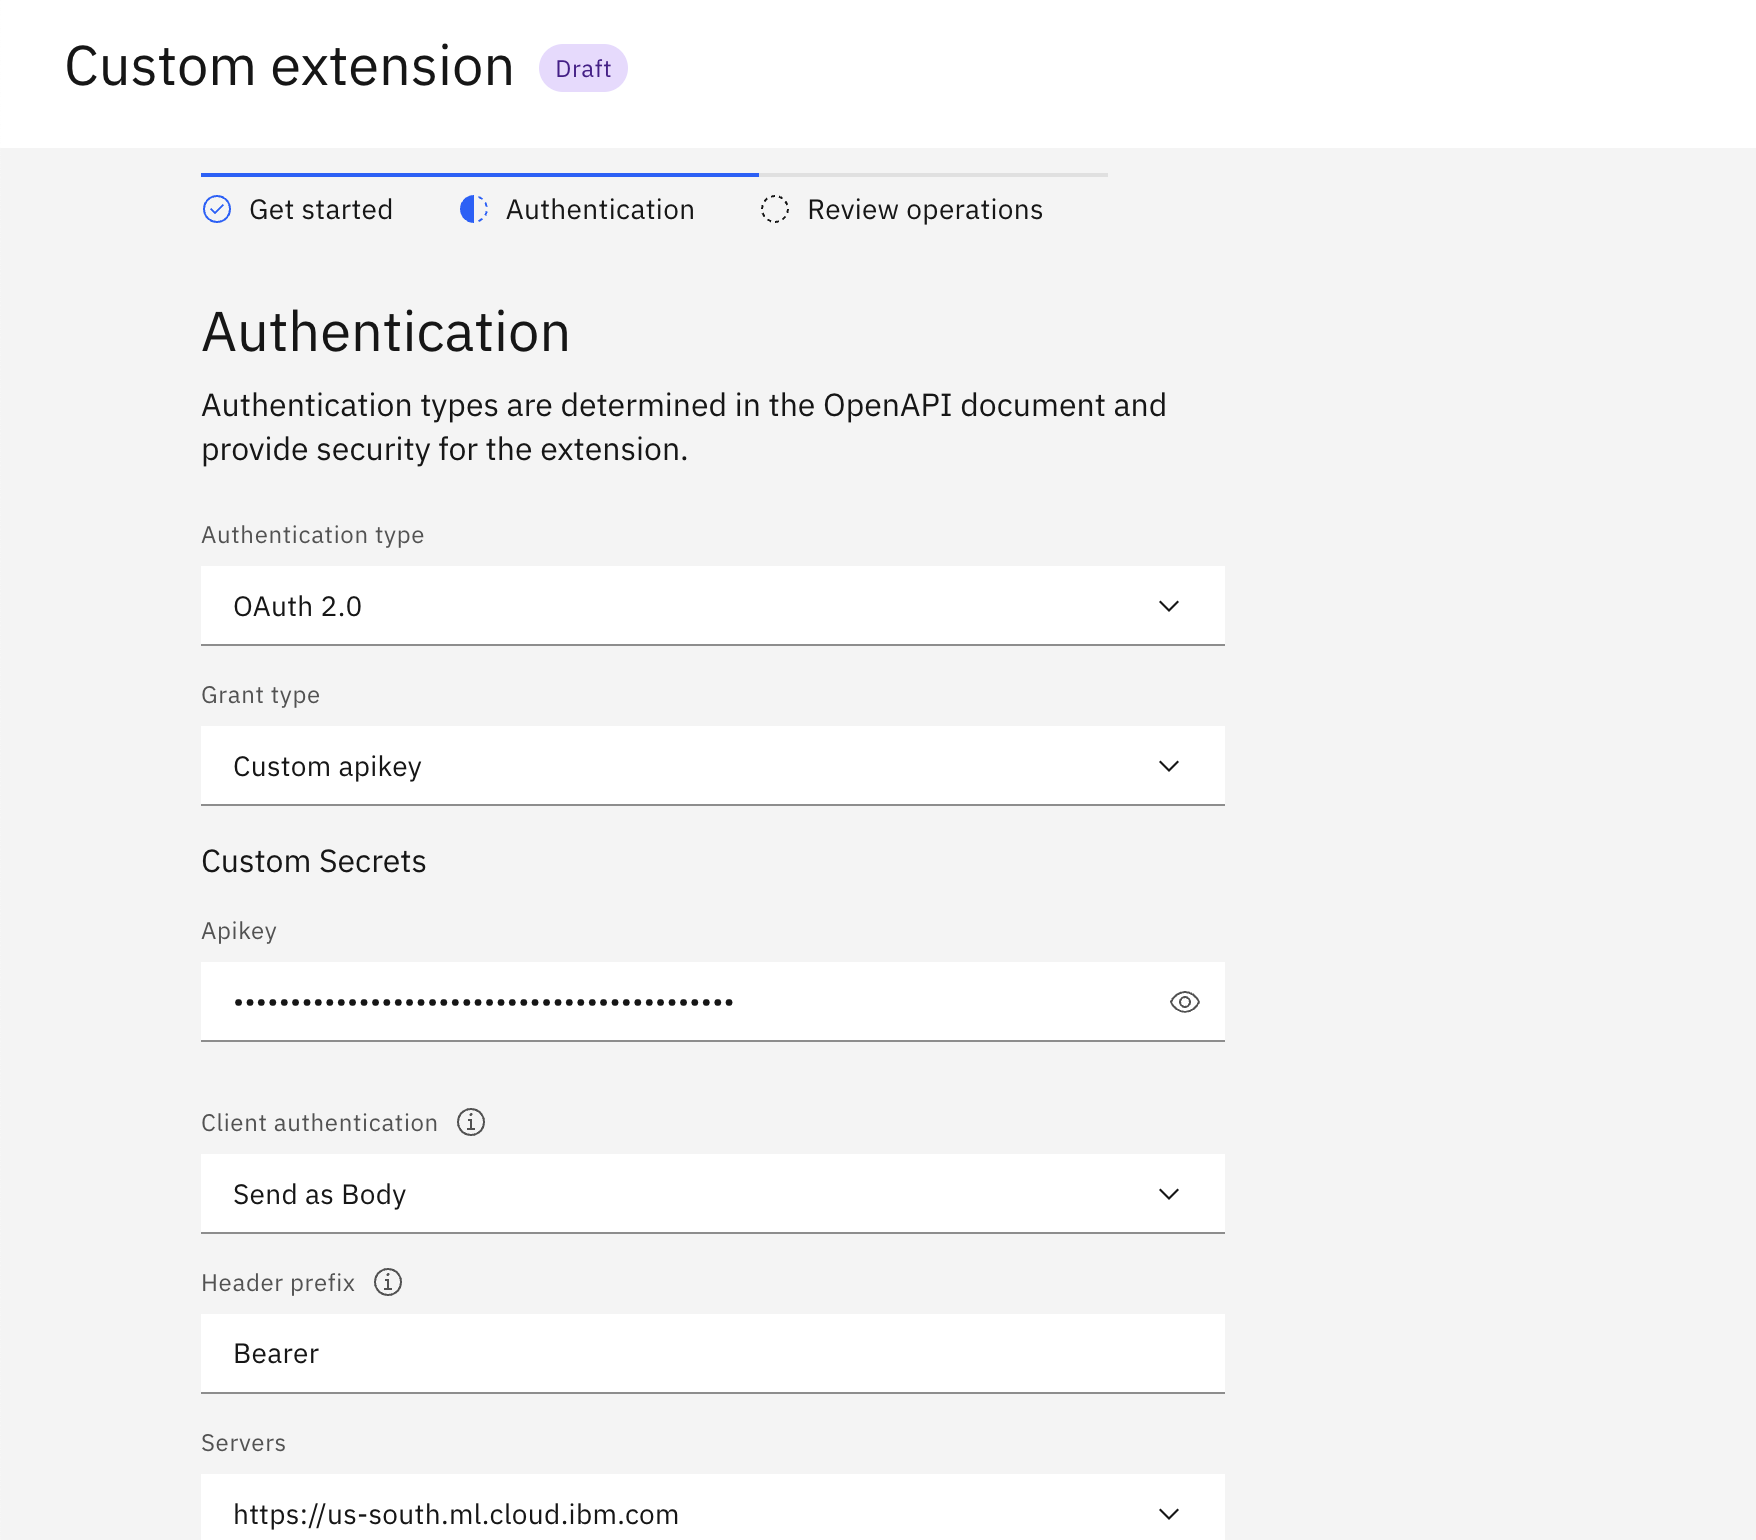 Custom extension Draft
Get started Authentication Review operations
Authentication
Authentication types are determined in the OpenAPI document and
provide security for the extension.
Authentication type
OAuth 2.0
Grant type
Custom apikey
Custom Secrets
Apikey
••••••••••••••••••••••••••••••••••••••••••••
Client authentication
Send as Body
Header prefix
Bearer
Servers
https://us-south.ml.cloud.ibm.com